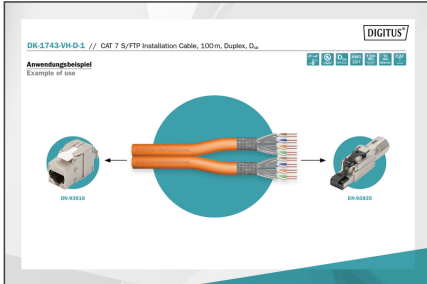 DIGITUS®
DK-1743-VH-D-1 // CAT 7 S/FTP Installation Cable, 100 m, Duplex, Dca
Anwendungsbeispiel
Example of use
DN-93616
DN-93635